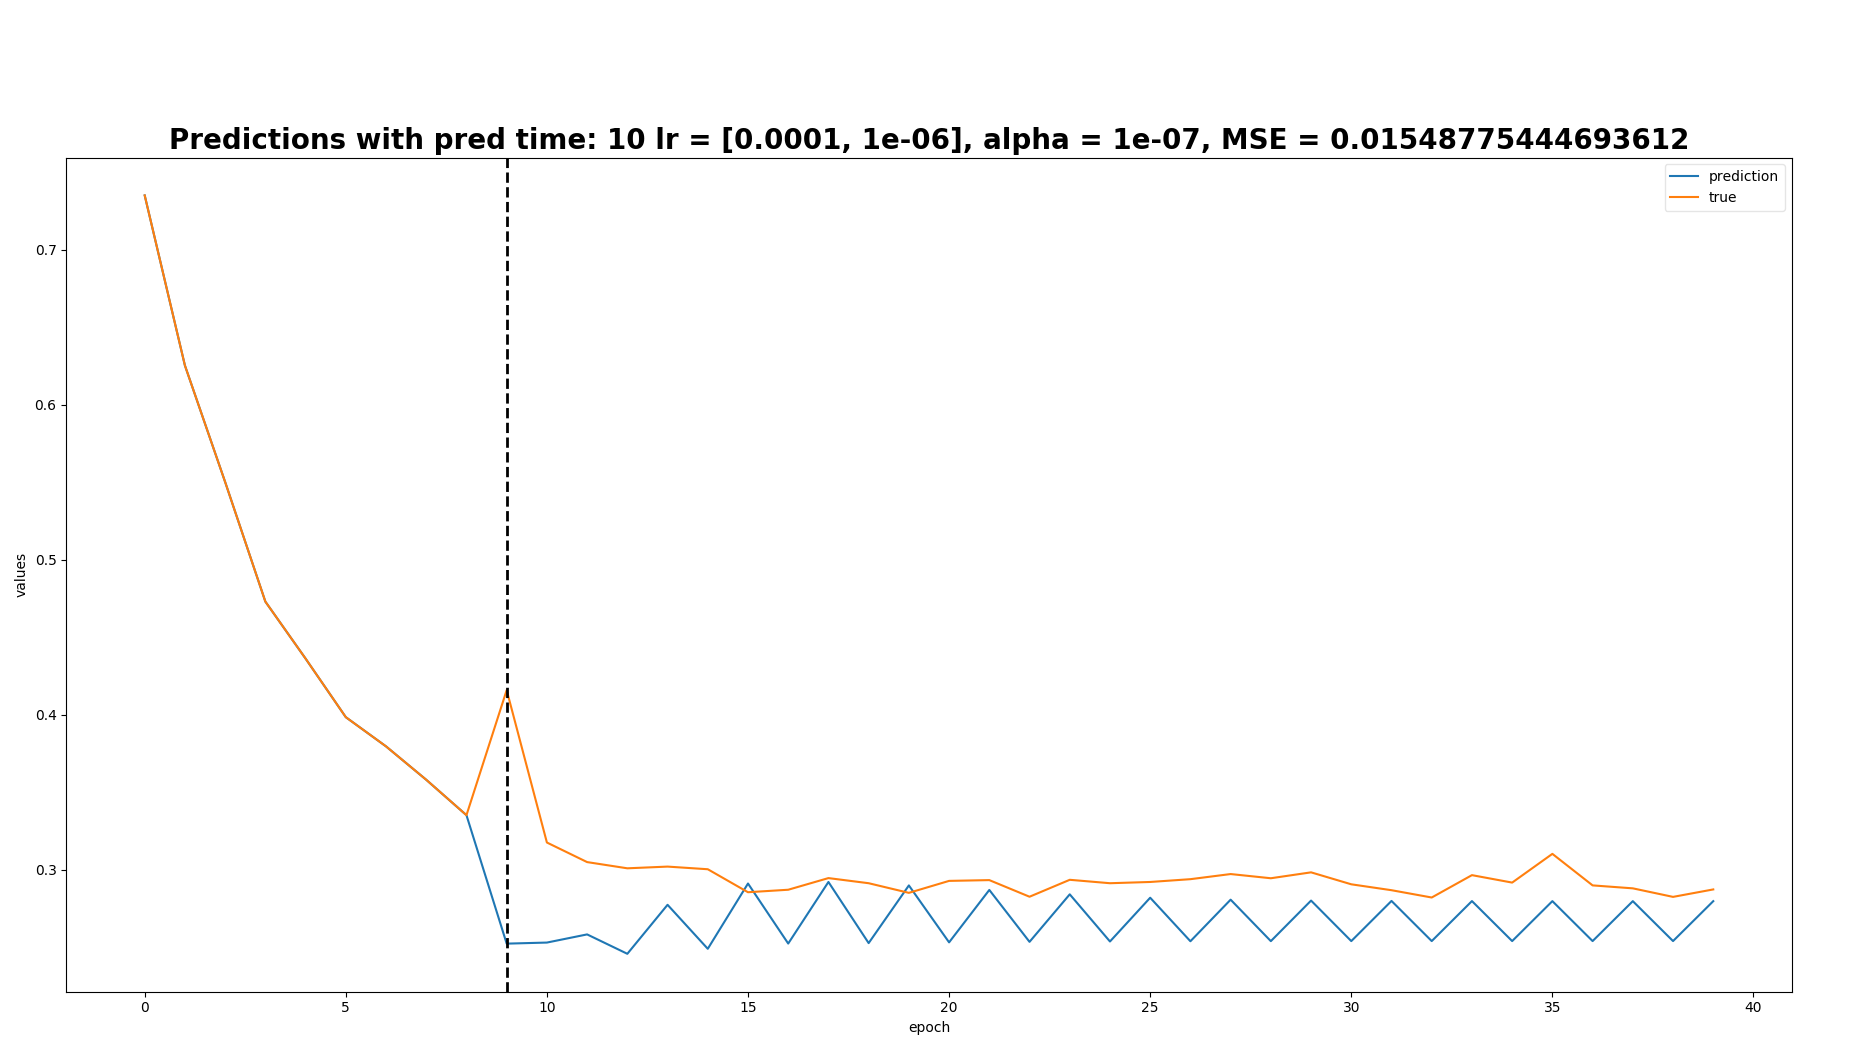 Predictions with pred time: 10 lr = [0.0001, 1e-06], alpha = 1e-07, MSE = 0.01548775444693612
prediction
true
0.7
0.6
0.5
0.4
0.3
values
0 5 10 15 20 25 30 35 40
epoch